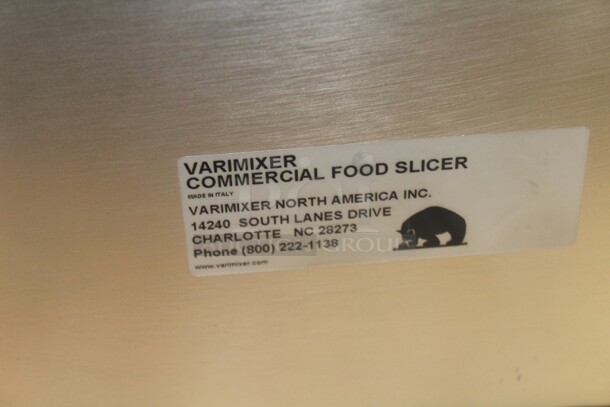 VARIMIXER
COMMERCIAL FOOD SLICER
MADE IN ITALY
VARIMIXER NORTH AMERICA INC.
14240 SOUTH LANES DRIVE
CHARLOTTE NC 28273
Phone (800) 222-1138
www.varimixer.com
GROUP